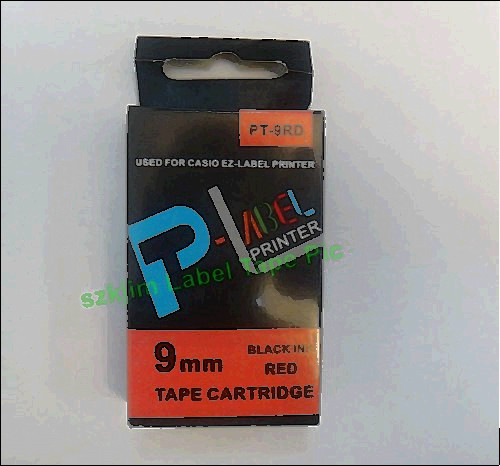 PT-9RD
USED FOR CASIO EZ-LABEL PRINTER
P-LABEL
PRINTER
szklim Label Tape Pic
9mm
BLACK INK
RED
TAPE CARTRIDGE